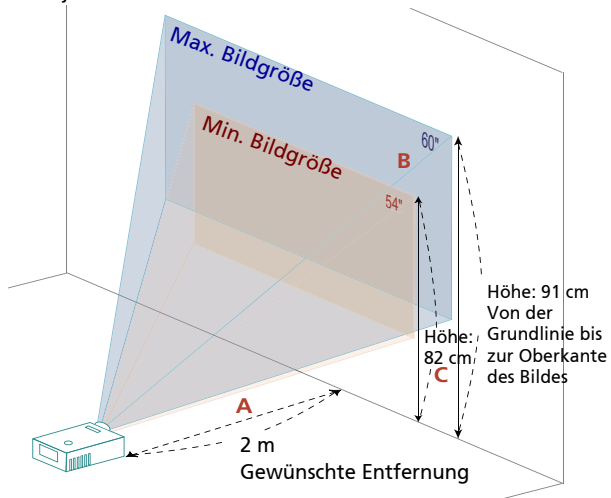 Max. Bildgröße
Min. Bildgröße
60"
B
54"
Höhe: 91 cm
Von der
Grundlinie bis
zur Oberkante
des Bildes
Höhe:
82 cm
C
A
2 m
Gewünschte Entfernung